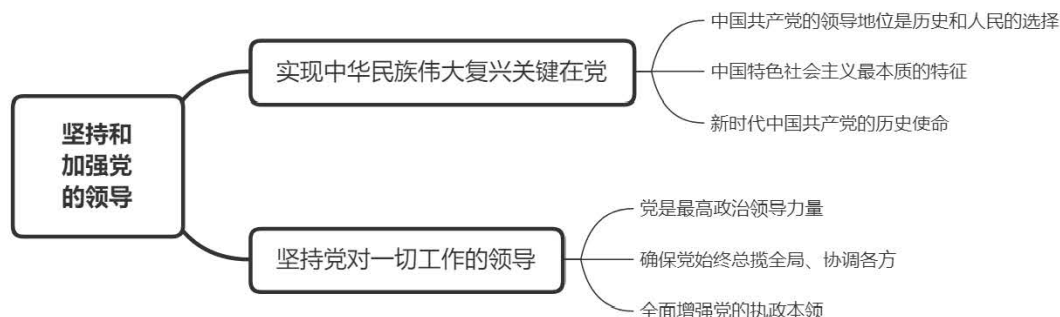 坚持和
加强党
的领导
实现中华民族伟大复兴关键在党
中国共产党的领导地位是历史和人民的选择
中国特色社会主义最本质的特征
新时代中国共产党的历史使命
坚持党对一切工作的领导
党是最高政治领导力量
确保党始终总揽全局、协调各方
全面增强党的执政本领